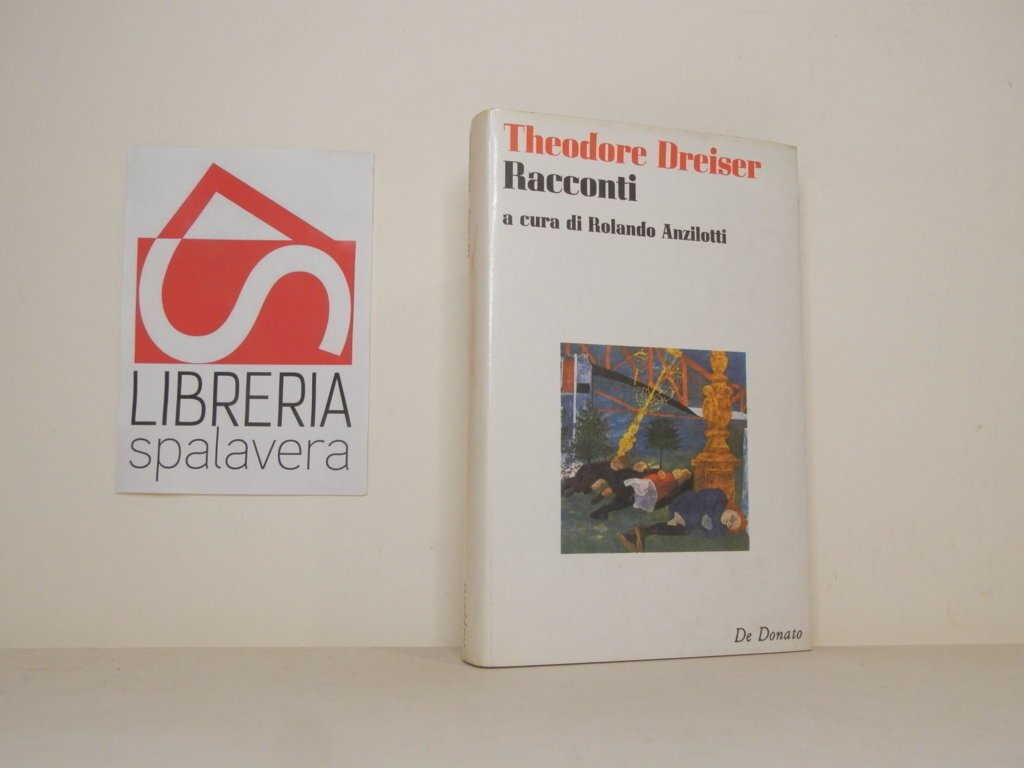 LIBRERIA
spalavera
Theodore Dreiser
Racconti
a cura di Rolando Anzilotti
De Donato